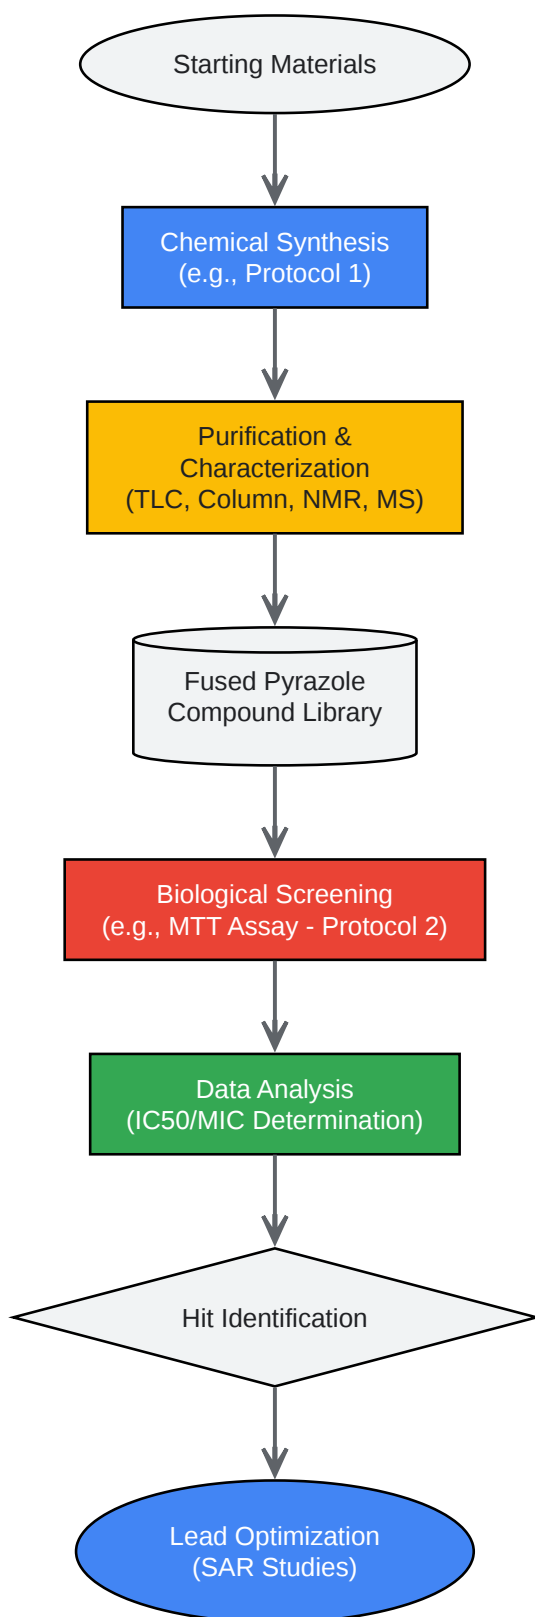 Starting Materials
Chemical Synthesis
(e.g., Protocol 1)
Purification &
Characterization
(TLC, Column, NMR, MS)
Fused Pyrazole
Compound Library
Biological Screening
(e.g., MTT Assay - Protocol 2)
Data Analysis
(IC50/MIC Determination)
Hit Identification
Lead Optimization
(SAR Studies)